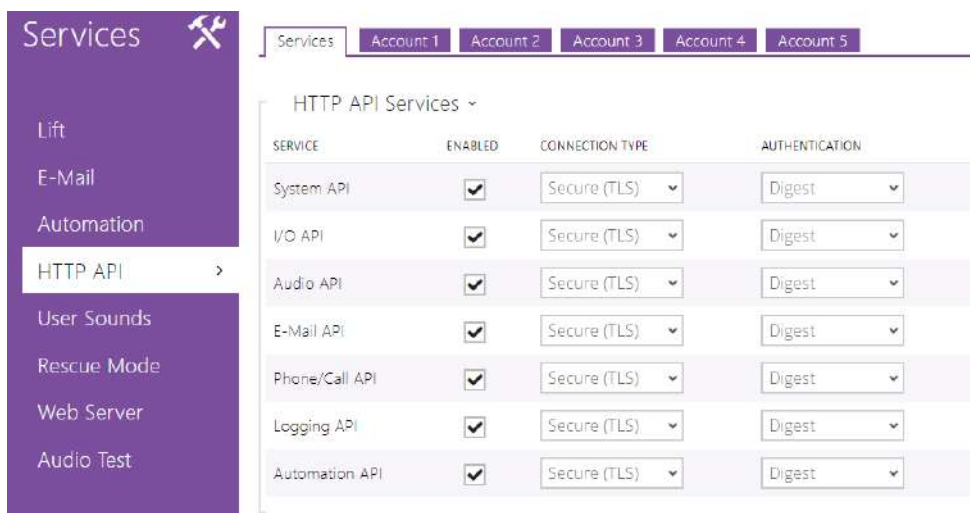 Services
Lift
E-Mail
Automation
HTTP API
User Sounds
Rescue Mode
Web Server
Audio Test
Services Account 1 Account 2 Account 3 Account 4 Account 5
HTTP API Services
SERVICE ENABLED CONNECTION TYPE AUTHENTICATION
System API Secure (TLS) Digest
I/O API Secure (TLS) Digest
Audio API Secure (TLS) Digest
E-Mail API Secure (TLS) Digest
Phone/Call API Secure (TLS) Digest
Logging API Secure (TLS) Digest
Automation API Secure (TLS) Digest